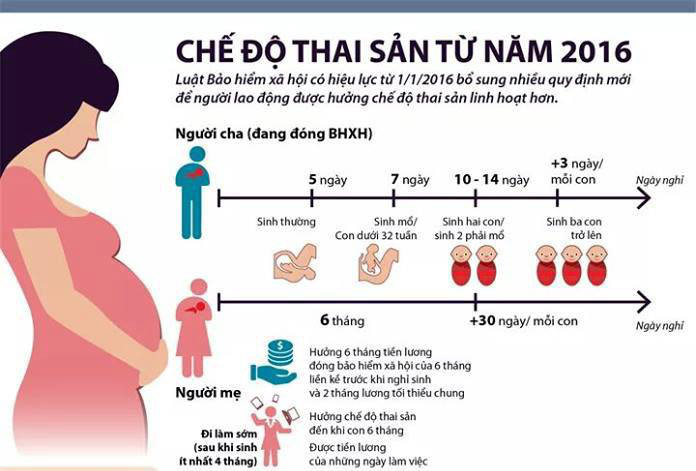 CHẾ ĐỘ THAI SẢN TỪ NĂM 2016
Luật Bảo hiểm xã hội có hiệu lực từ 1/1/2016 bổ sung nhiều quy định mới
để người lao động được hưởng chế độ thai sản linh hoạt hơn.
Người cha (đang đóng BHXH)
5 ngày
7 ngày
10 - 14 ngày
+3 ngày/
mỗi con
Ngày nghỉ
Sinh thường
Sinh mổ/
Con dưới 32 tuần
Sinh hai con/
sinh 2 phải mổ
Sinh ba con
trở lên
6 tháng
+30 ngày/ mỗi con
Ngày nghỉ
Người mẹ
Hưởng 6 tháng tiền lương
đóng bảo hiểm xã hội của 6 tháng
liền kề trước khi nghỉ sinh
và 2 tháng lương tối thiểu chung
Đi làm sớm
(sau khi sinh
ít nhất 4 tháng)
Hưởng chế độ thai sản
đến khi con 6 tháng
Được tiền lương
của những ngày làm việc